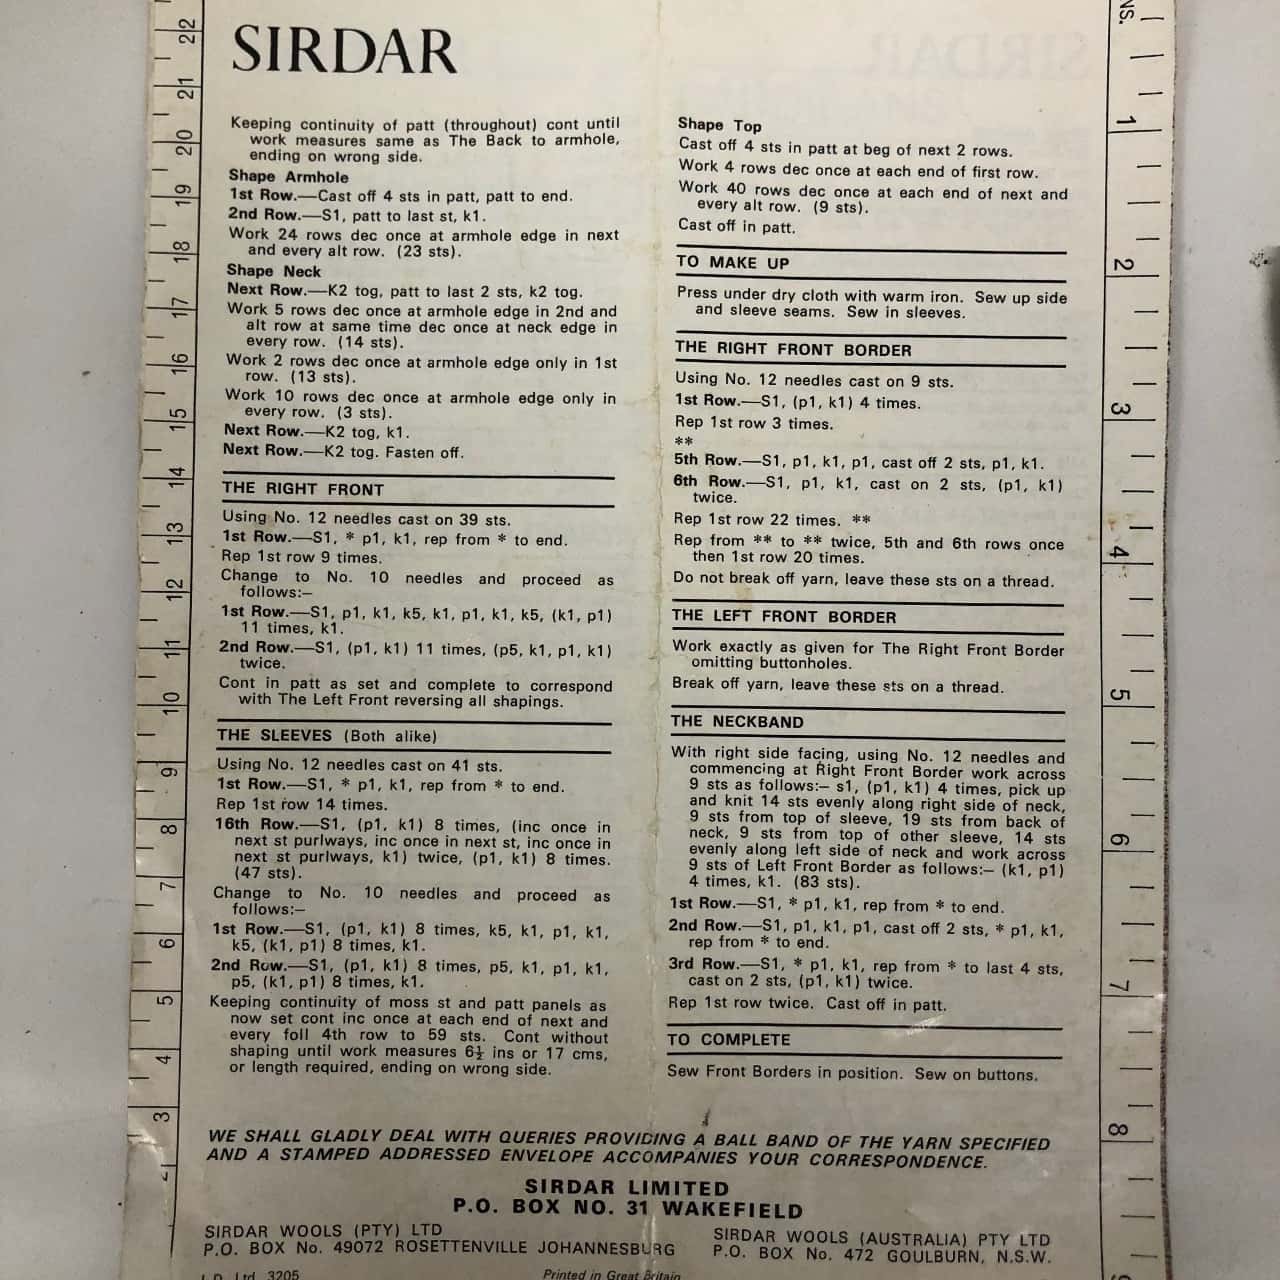 SIRDAR
Keeping continuity of patt (throughout) cont until
work measures same as The Back to armhole,
ending on wrong side.
Shape Armhole
1st Row.—Cast off 4 sts in patt, patt to end.
2nd Row.—S1, patt to last st, k1.
Work 24 rows dec once at armhole edge in next
and every alt row. (23 sts).
Shape Neck
Next Row.—K2 tog, patt to last 2 sts, k2 tog.
Work 5 rows dec once at armhole edge in 2nd and
alt row at same time dec once at neck edge in
every row. (14 sts).
Work 2 rows dec once at armhole edge only in 1st
row. (13 sts).
Work 10 rows dec once at armhole edge only in
every row. (3 sts).
Next Row.—K2 tog, k1.
Next Row.—K2 tog. Fasten off.
THE RIGHT FRONT
Using No. 12 needles cast on 39 sts.
1st Row.—S1, * p1, k1, rep from * to end.
Rep 1st row 9 times.
Change to No. 10 needles and proceed as
follows:—
1st Row.—S1, p1, k1, k5, k1, p1, k1, k5, (k1, p1)
11 times, k1.
2nd Row.—S1, (p1, k1) 11 times, (p5, k1, p1, k1)
twice.
Cont in patt as set and complete to correspond
with The Left Front reversing all shapings.
THE SLEEVES (Both alike)
Using No. 12 needles cast on 41 sts.
1st Row.—S1, * p1, k1, rep from * to end.
Rep 1st row 14 times.
16th Row.—S1, (p1, k1) 8 times, (inc once in
next st purlways, inc once in next st, inc once in
next st purlways, k1) twice, (p1, k1) 8 times.
(47 sts).
Change to No. 10 needles and proceed as
follows:—
1st Row.—S1, (p1, k1) 8 times, k5, k1, p1, k1,
k5, (k1, p1) 8 times, k1.
2nd Row.—S1, (p1, k1) 8 times, p5, k1, p1, k1,
p5, (k1, p1) 8 times, k1.
Keeping continuity of moss st and patt panels as
now set cont inc once at each end of next and
every foll 4th row to 59 sts. Cont without
shaping until work measures 6½ ins or 17 cms,
or length required, ending on wrong side.
Shape Top
Cast off 4 sts in patt at beg of next 2 rows.
Work 4 rows dec once at each end of first row.
Work 40 rows dec once at each end of next and
every alt row. (9 sts).
Cast off in patt.
TO MAKE UP
Press under dry cloth with warm iron. Sew up side
and sleeve seams. Sew in sleeves.
THE RIGHT FRONT BORDER
Using No. 12 needles cast on 9 sts.
1st Row.—S1, (p1, k1) 4 times.
Rep 1st row 3 times.
**
5th Row.—S1, p1, k1, p1, cast off 2 sts, p1, k1.
6th Row.—S1, p1, k1, cast on 2 sts, (p1, k1)
twice.
Rep 1st row 22 times. **
Rep from ** to ** twice, 5th and 6th rows once
then 1st row 20 times.
Do not break off yarn, leave these sts on a thread.
THE LEFT FRONT BORDER
Work exactly as given for The Right Front Border
omitting buttonholes.
Break off yarn, leave these sts on a thread.
THE NECKBAND
With right side facing, using No. 12 needles and
commencing at Right Front Border work across
9 sts as follows:— s1, (p1, k1) 4 times, pick up
and knit 14 sts evenly along right side of neck,
9 sts from top of sleeve, 19 sts from back of
neck, 9 sts from top of other sleeve, 14 sts
evenly along left side of neck and work across
9 sts of Left Front Border as follows:— (k1, p1)
4 times, k1. (83 sts).
1st Row.—S1, * p1, k1, rep from * to end.
2nd Row.—S1, p1, k1, p1, cast off 2 sts, * p1, k1,
rep from * to end.
3rd Row.—S1, * p1, k1, rep from * to last 4 sts,
cast on 2 sts, (p1, k1) twice.
Rep 1st row twice. Cast off in patt.
TO COMPLETE
Sew Front Borders in position. Sew on buttons.
WE SHALL GLADLY DEAL WITH QUERIES PROVIDING A BALL BAND OF THE YARN SPECIFIED
AND A STAMPED ADDRESSED ENVELOPE ACCOMPANIES YOUR CORRESPONDENCE.
SIRDAR LIMITED
P.O. BOX NO. 31 WAKEFIELD
SIRDAR WOOLS (PTY) LTD
P.O. BOX No. 49072 ROSETTENVILLE JOHANNESBURG
SIRDAR WOOLS (AUSTRALIA) PTY LTD
P.O. BOX No. 472 GOULBURN, N.S.W.
Ltd. 3205
Printed in Great Britain
22
21
20
19
18
17
16
15
14
13
12
11
10
9
8
7
6
5
4
3
2
NS.
1
2
3
4
5
6
7
8